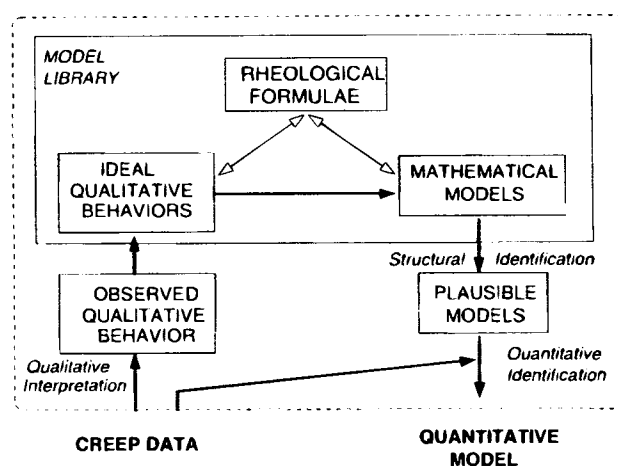 MODEL
LIBRARY
RHEOLOGICAL
FORMULAE
IDEAL
QUALITATIVE
BEHAVIORS
MATHEMATICAL
MODELS
Structural Identification
OBSERVED
QUALITATIVE
BEHAVIOR
PLAUSIBLE
MODELS
Qualitative
Interpretation
Quantitative
Identification
CREEP DATA
QUANTITATIVE
MODEL